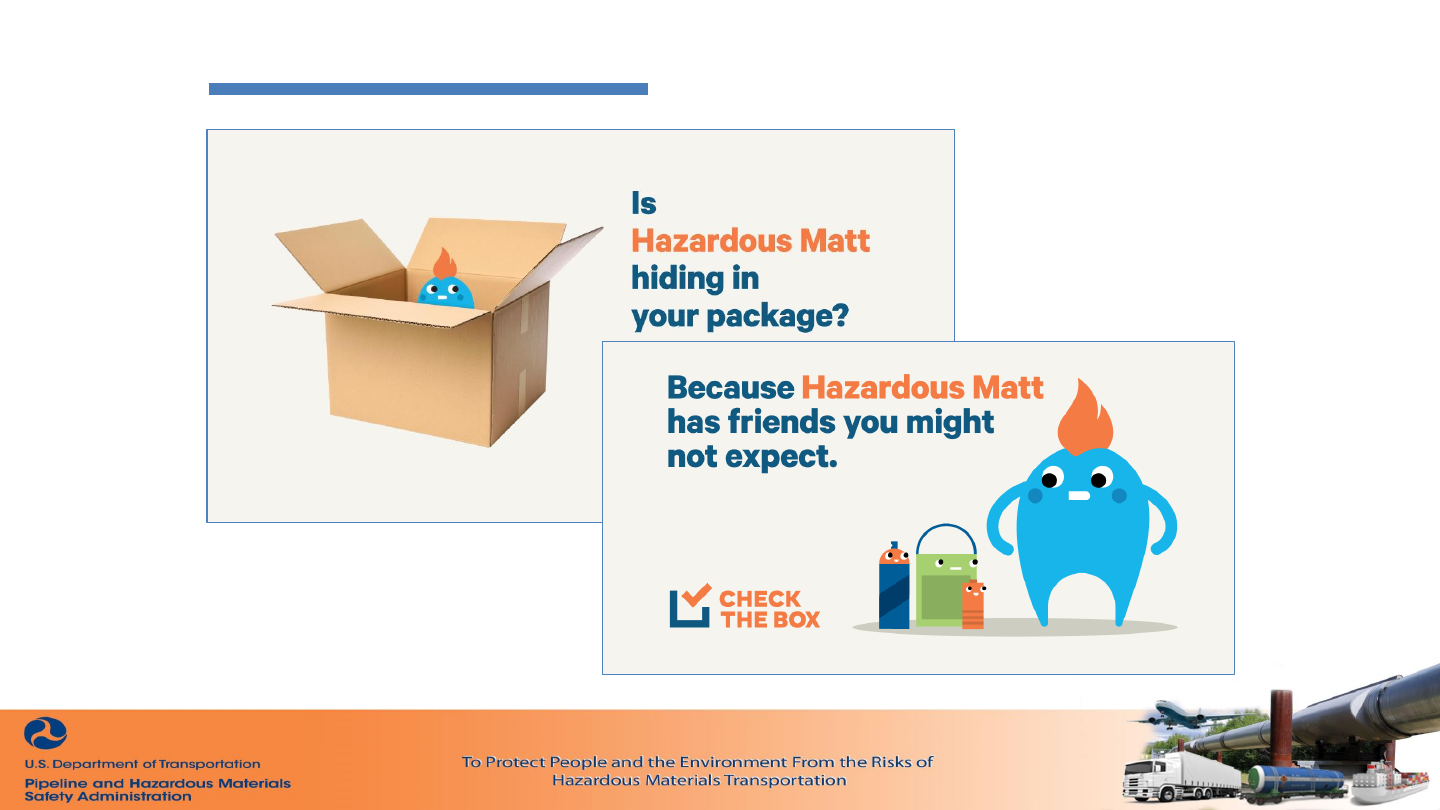 Is
Hazardous Matt
hiding in
your package?
Because Hazardous Matt
has friends you might
not expect.
CHECK
THE BOX
U.S. Department of Transportation
Pipeline and Hazardous Materials
Safety Administration
To Protect People and the Environment From the Risks of
Hazardous Materials Transportation